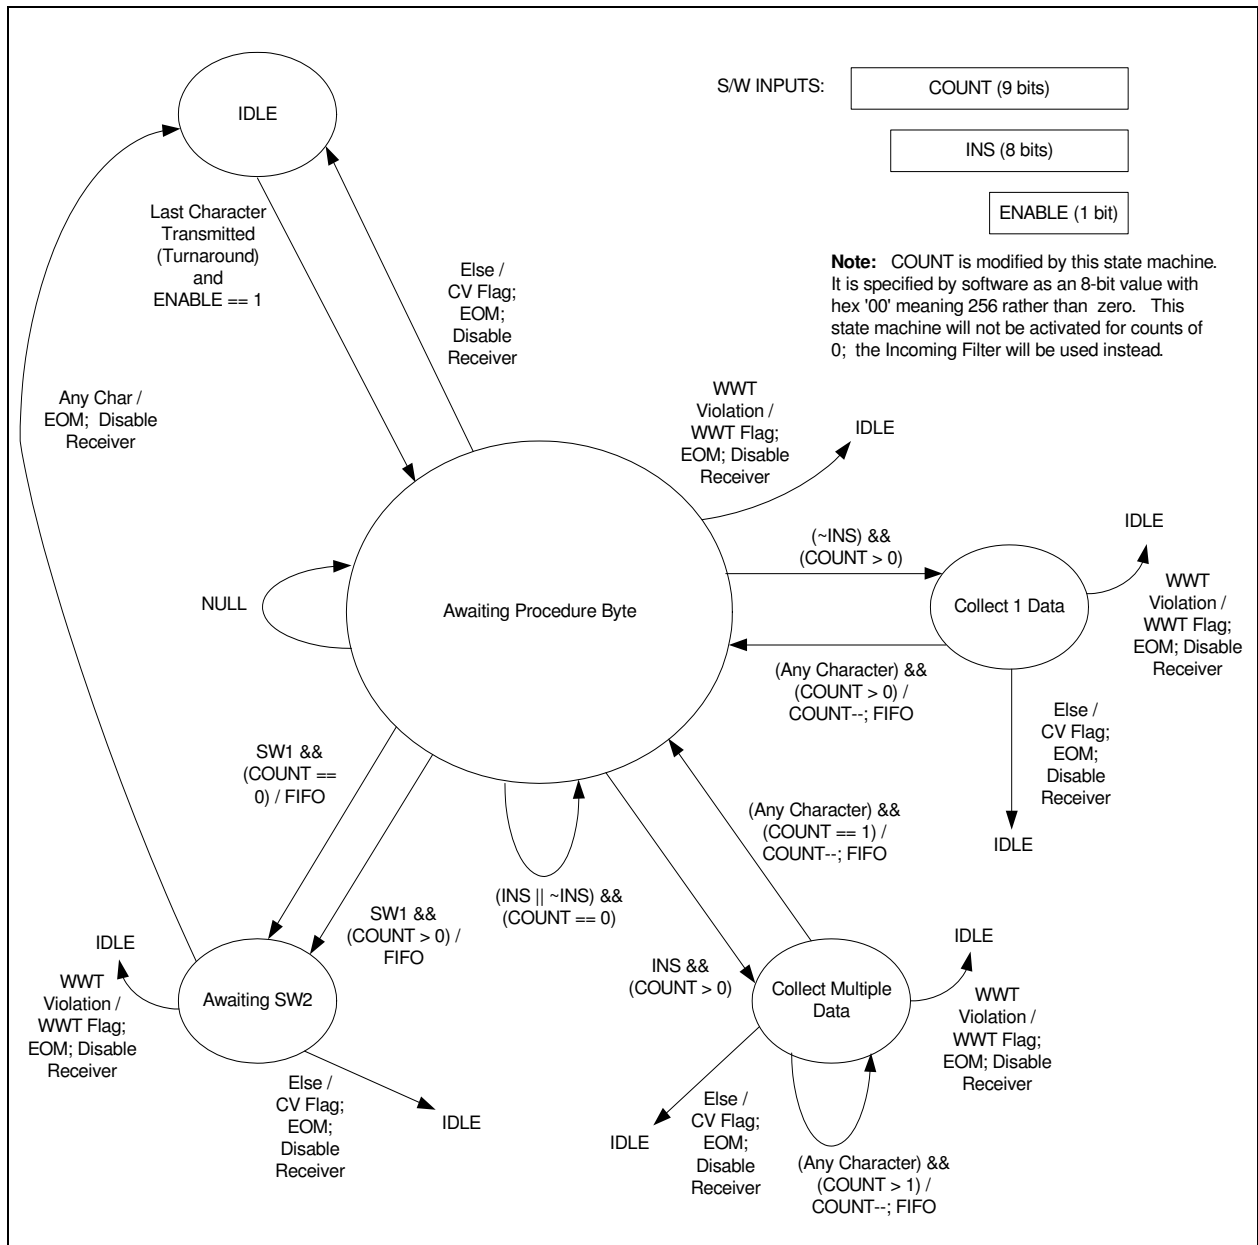 IDLE
S/W INPUTS:
COUNT (9 bits)
INS (8 bits)
ENABLE (1 bit)
Note: COUNT is modified by this state machine.
It is specified by software as an 8-bit value with
hex '00' meaning 256 rather than zero. This
state machine will not be activated for counts of
0; the Incoming Filter will be used instead.
Last Character
Transmitted
(Turnaround)
and
ENABLE == 1
Else /
CV Flag;
EOM;
Disable
Receiver
Any Char /
EOM; Disable
Receiver
WWT
Violation /
WWT Flag;
EOM; Disable
Receiver
IDLE
(~INS) &&
(COUNT > 0)
IDLE
WWT
Violation /
WWT Flag;
EOM; Disable
Receiver
NULL
Awaiting Procedure Byte
Collect 1 Data
(Any Character) &&
(COUNT > 0) /
COUNT--; FIFO
Else /
CV Flag;
EOM;
Disable
Receiver
IDLE
SW1 &&
(COUNT ==
0) / FIFO
SW1 &&
(COUNT > 0) /
FIFO
(INS || ~INS) &&
(COUNT == 0)
(Any Character) &&
(COUNT == 1) /
COUNT--; FIFO
INS &&
(COUNT > 0)
IDLE
WWT
Violation /
WWT Flag;
EOM; Disable
Receiver
Awaiting SW2
Else /
CV Flag;
EOM;
Disable
Receiver
IDLE
Collect Multiple
Data
IDLE
WWT
Violation /
WWT Flag;
EOM; Disable
Receiver
IDLE
Else /
CV Flag;
EOM;
Disable
Receiver
(Any Character) &&
(COUNT > 1) /
COUNT--; FIFO